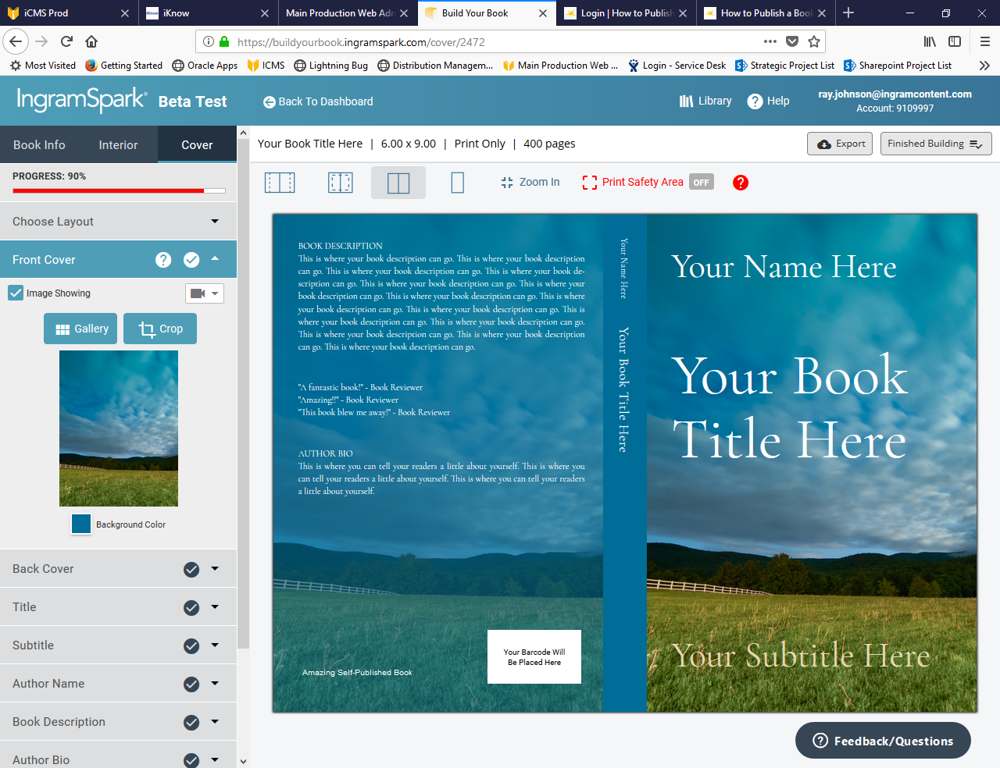 iCMS Prod
iKnow
iKnow
Main Production Web Adm
Build Your Book
Login | How to Publish
How to Publish a Book
https://buildyourbook.ingramspark.com/cover/2472
Most Visited
Getting Started
Oracle Apps
ICMS
Lightning Bug
Distribution Managem...
Main Production Web ...
Login - Service Desk
Strategic Project List
Sharepoint Project List
IngramSpark® Beta Test
Back To Dashboard
Library
? Help
ray.johnson@ingramcontent.com
Account: 9109997
Book Info
Interior
Cover
Your Book Title Here | 6.00 x 9.00 | Print Only | 400 pages
Export
Finished Building
PROGRESS: 90%
Zoom In
Print Safety Area
OFF
?
Choose Layout
Front Cover
?
Image Showing
Gallery
Crop
Background Color
Back Cover
Title
Subtitle
Author Name
Book Description
Author Bio
BOOK DESCRIPTION
This is where your book description can go. This is where your book description
can go. This is where your book description can go. This is where your book de-
scription can go. This is where your book description can go. This is where your
book description can go. This is where your book description can go. This is where
your book description can go. This is where your book description can go. This is
where your book description can go. This is where your book description can go.
This is where your book description can go. This is where your book description
can go. This is where your book description can go.
"A fantastic book!" - Book Reviewer
"Amazing!!" - Book Reviewer
"This book blew me away!" - Book Reviewer
AUTHOR BIO
This is where you can tell your readers a little about yourself. This is where you
can tell your readers a little about yourself. This is where you can tell your readers
a little about yourself.
Amazing Self-Published Book
Your Barcode Will
Be Placed Here
Your Name Here
Your Book Title Here
Your Name Here
Your Book
Title Here
Your Subtitle Here
? Feedback/Questions